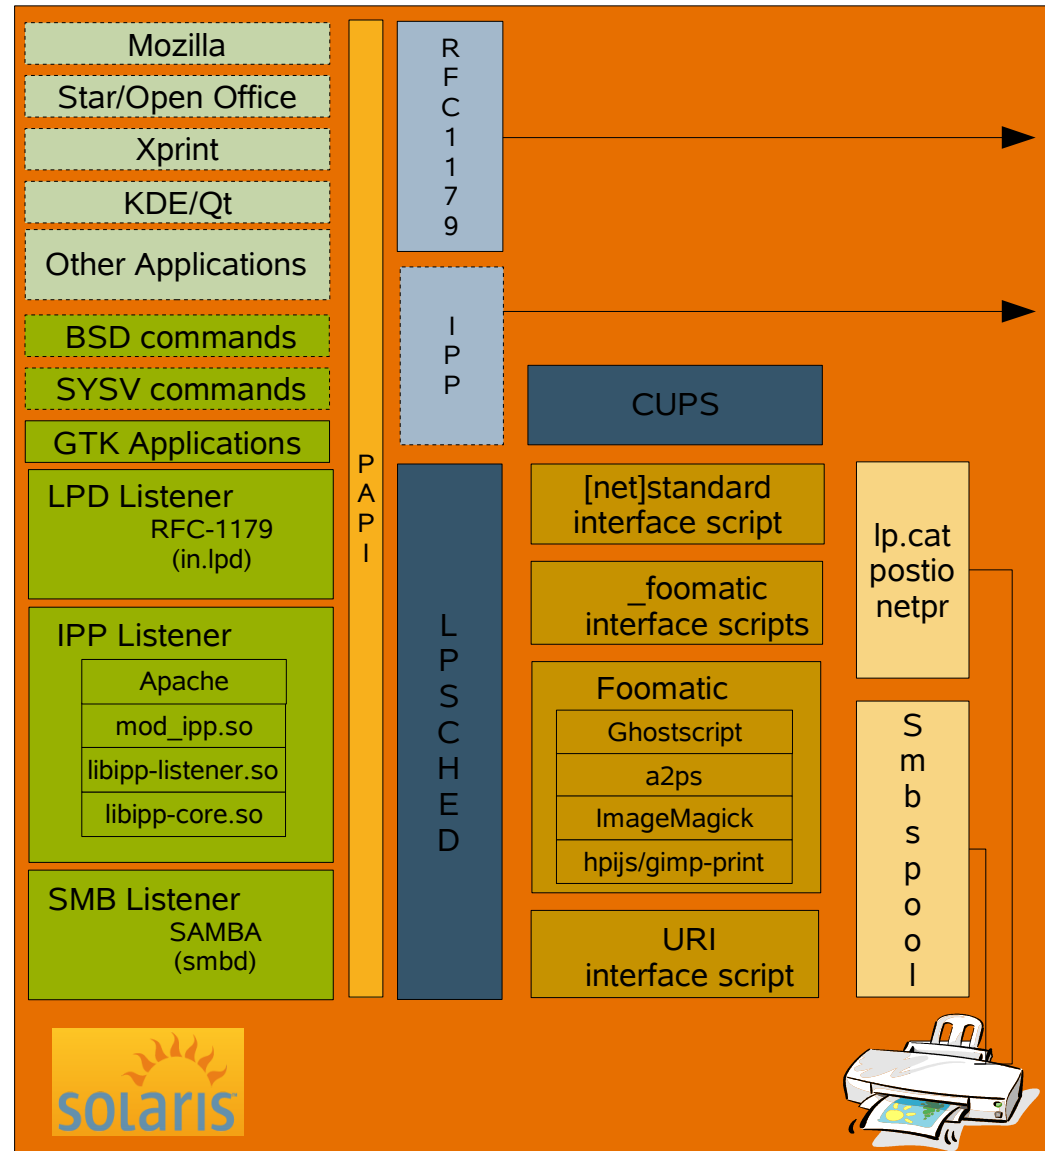 Mozilla
Star/Open Office
Xprint
KDE/Qt
Other Applications
BSD commands
SYSV commands
GTK Applications
LPD Listener
RFC-1179
(in.lpd)
IPP Listener
Apache
mod_ipp.so
libipp-listener.so
libipp-core.so
SMB Listener
SAMBA
(smbd)
P
A
P
I
R
F
C
1
1
7
9
I
P
P
L
P
S
C
H
E
D
CUPS
[net]standard
interface script
_foomatic
interface scripts
Foomatic
Ghostscript
a2ps
ImageMagick
hpijs/gimp-print
URI
interface script
lp.cat
postio
netpr
S
m
b
s
p
o
o
l
solaris™